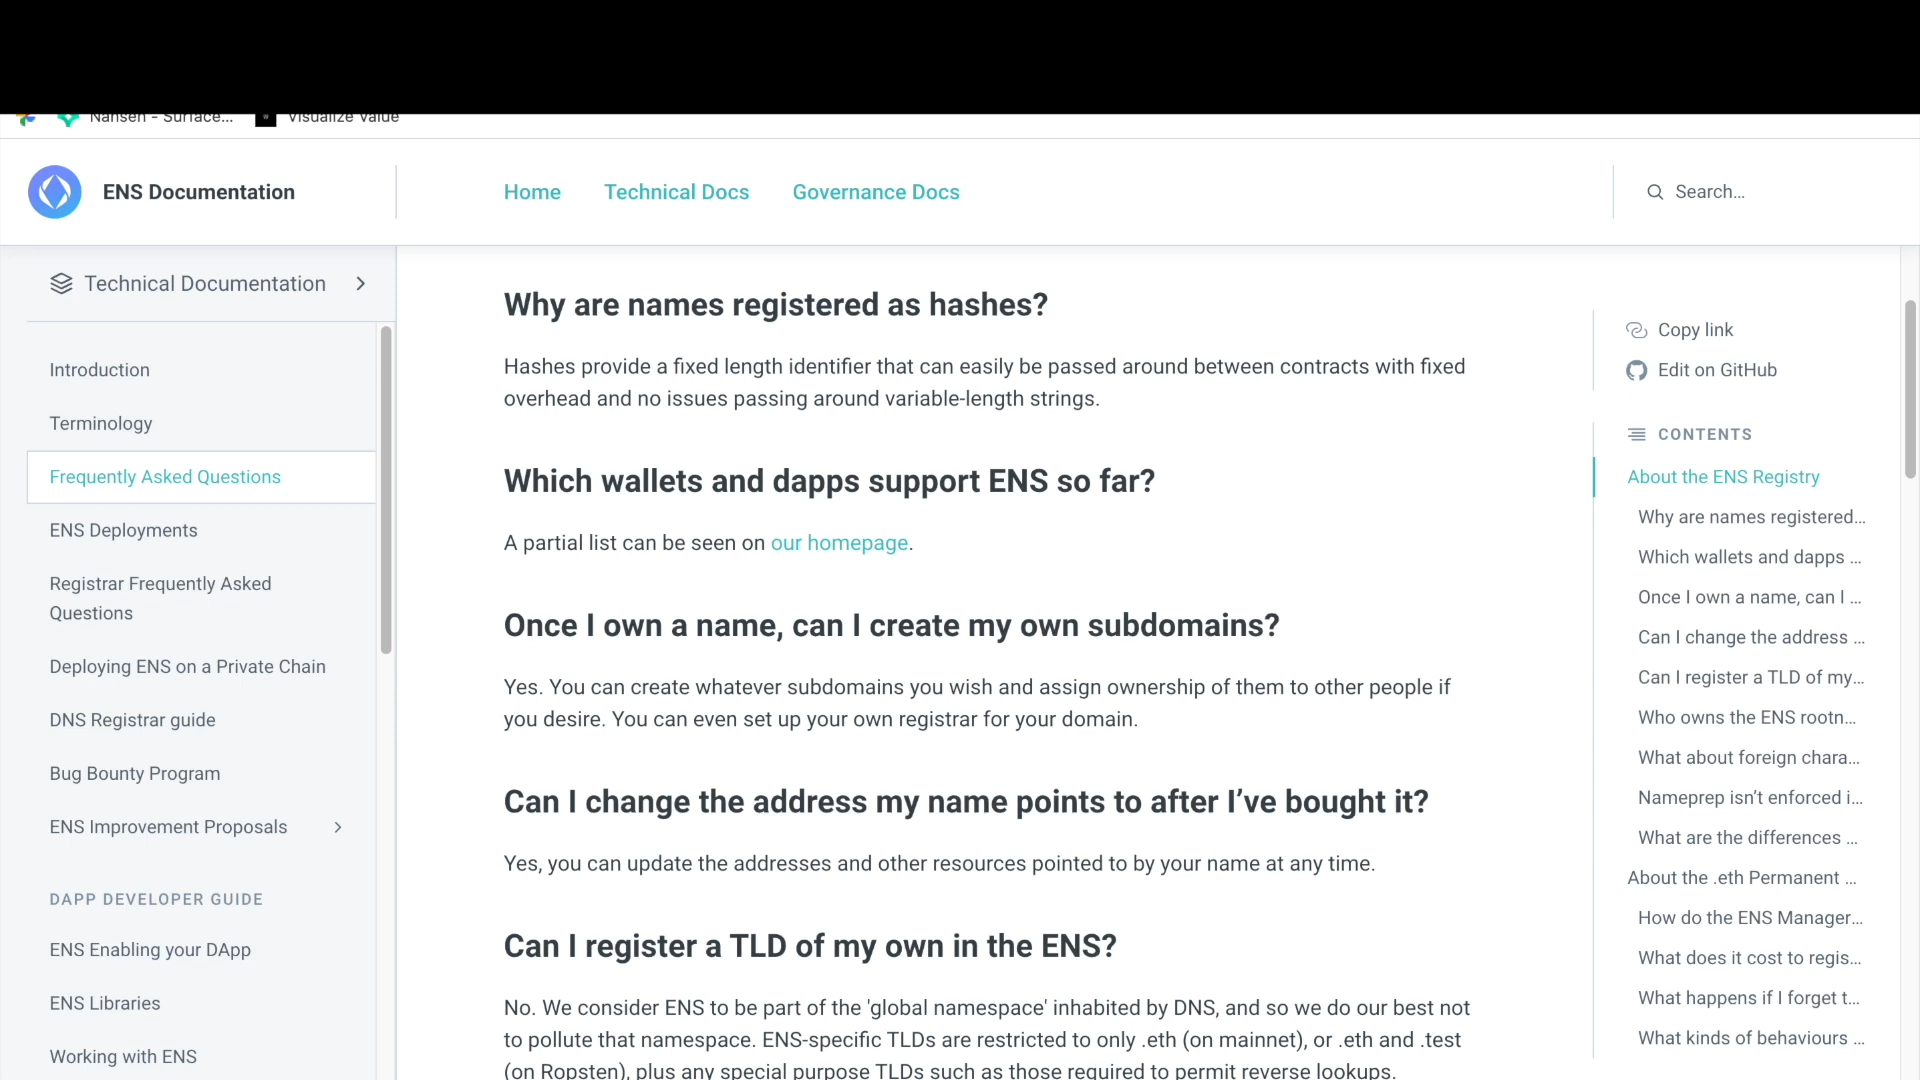 Nansen - Surface...
Visualize Value
ENS Documentation
Home
Technical Docs
Governance Docs
Search...
Technical Documentation
Introduction
Terminology
Frequently Asked Questions
ENS Deployments
Registrar Frequently Asked
Questions
Deploying ENS on a Private Chain
DNS Registrar guide
Bug Bounty Program
ENS Improvement Proposals
DAPP DEVELOPER GUIDE
ENS Enabling your DApp
ENS Libraries
Working with ENS
Why are names registered as hashes?
Hashes provide a fixed length identifier that can easily be passed around between contracts with fixed
overhead and no issues passing around variable-length strings.
Which wallets and dapps support ENS so far?
A partial list can be seen on our homepage.
Once I own a name, can I create my own subdomains?
Yes. You can create whatever subdomains you wish and assign ownership of them to other people if
you desire. You can even set up your own registrar for your domain.
Can I change the address my name points to after I’ve bought it?
Yes, you can update the addresses and other resources pointed to by your name at any time.
Can I register a TLD of my own in the ENS?
No. We consider ENS to be part of the 'global namespace' inhabited by DNS, and so we do our best not
to pollute that namespace. ENS-specific TLDs are restricted to only .eth (on mainnet), or .eth and .test
(on Ropsten), plus any special purpose TLDs such as those required to permit reverse lookups.
Copy link
Edit on GitHub
CONTENTS
About the ENS Registry
Why are names registered...
Which wallets and dapps ...
Once I own a name, can I ...
Can I change the address ...
Can I register a TLD of my...
Who owns the ENS rootn...
What about foreign chara...
Nameprep isn’t enforced i...
What are the differences ...
About the .eth Permanent ...
How do the ENS Manager...
What does it cost to regis...
What happens if I forget t...
What kinds of behaviours ...